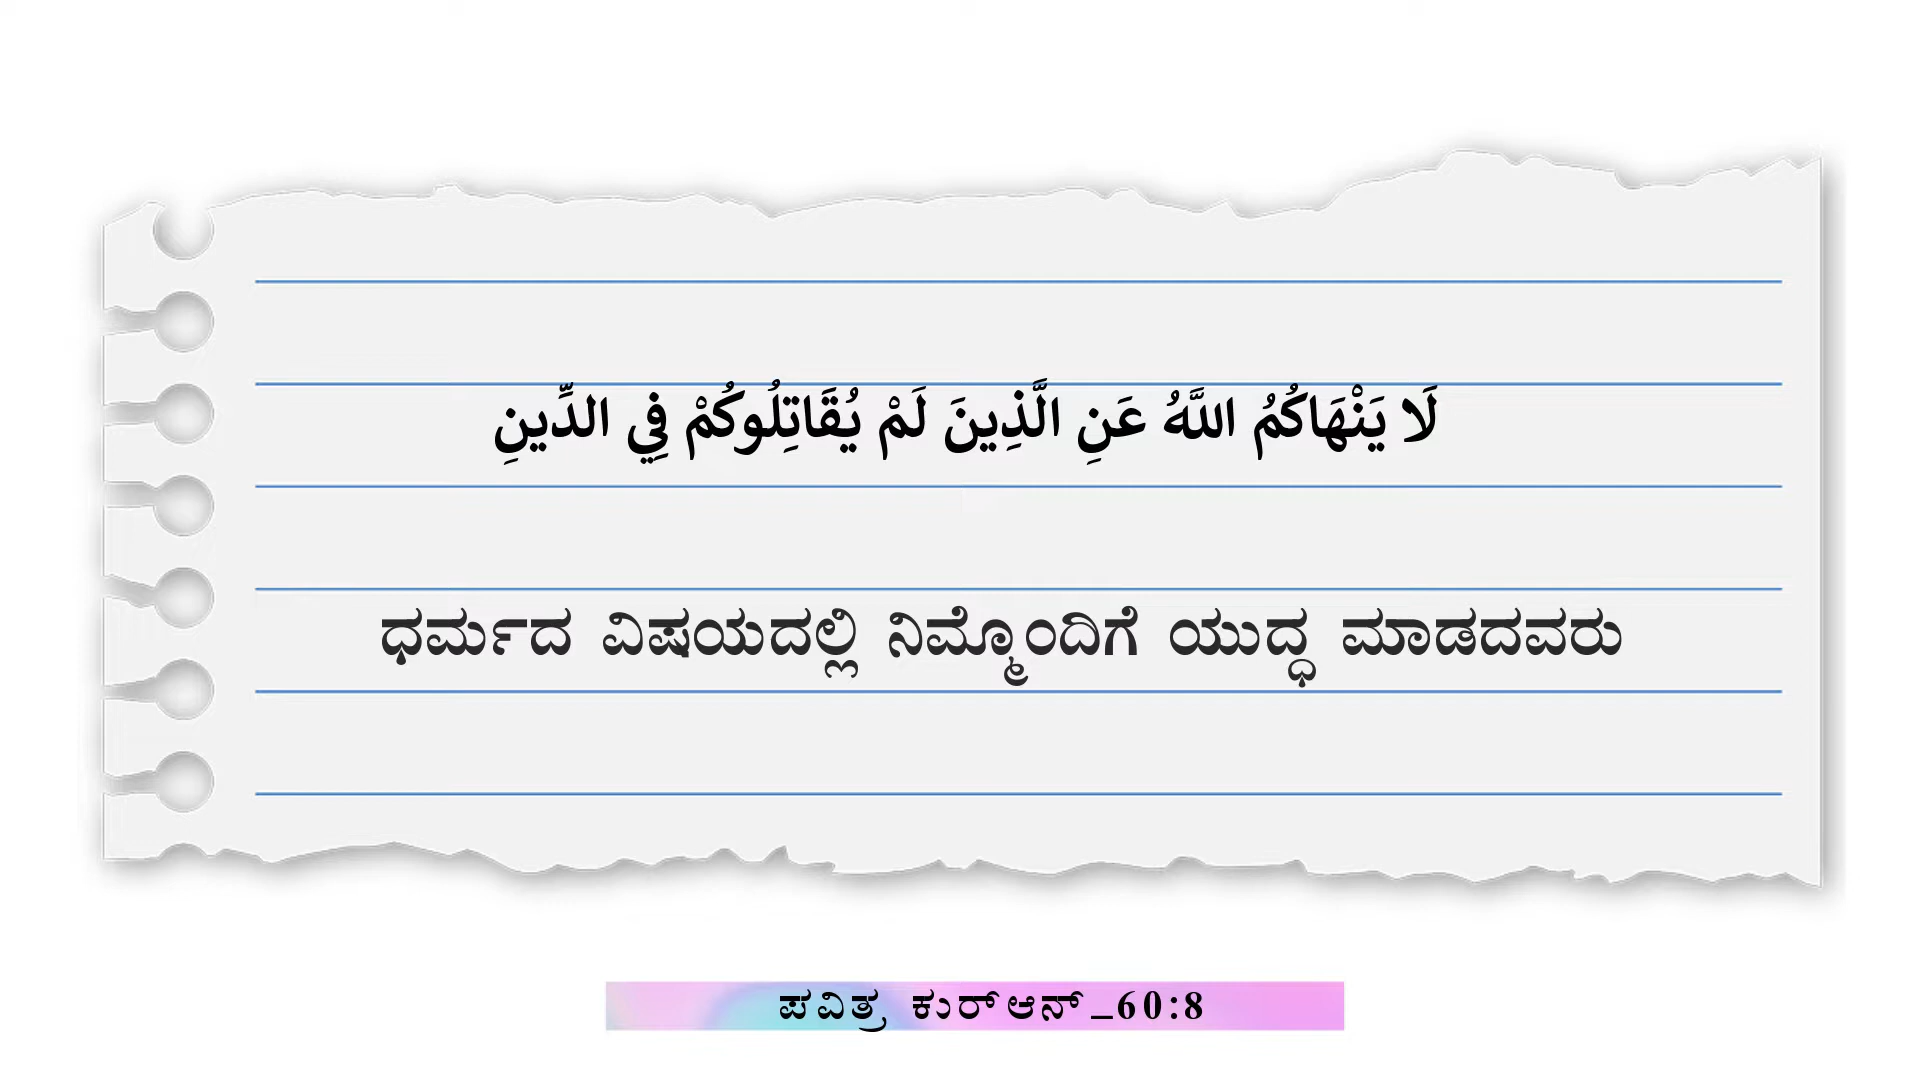 لَا يَنْهَاكُمُ اللَّهُ عَنِ الَّذِينَ لَمْ يُقَاتِلُوكُمْ فِي الدِّينِ
ಧರ್ಮದ ವಿಷಯದಲ್ಲಿ ನಿಮ್ಮೊಂದಿಗೆ ಯುದ್ಧ ಮಾಡದವರು
ಪವಿತ್ರ ಕುರ್‌ಆನ್_60:8